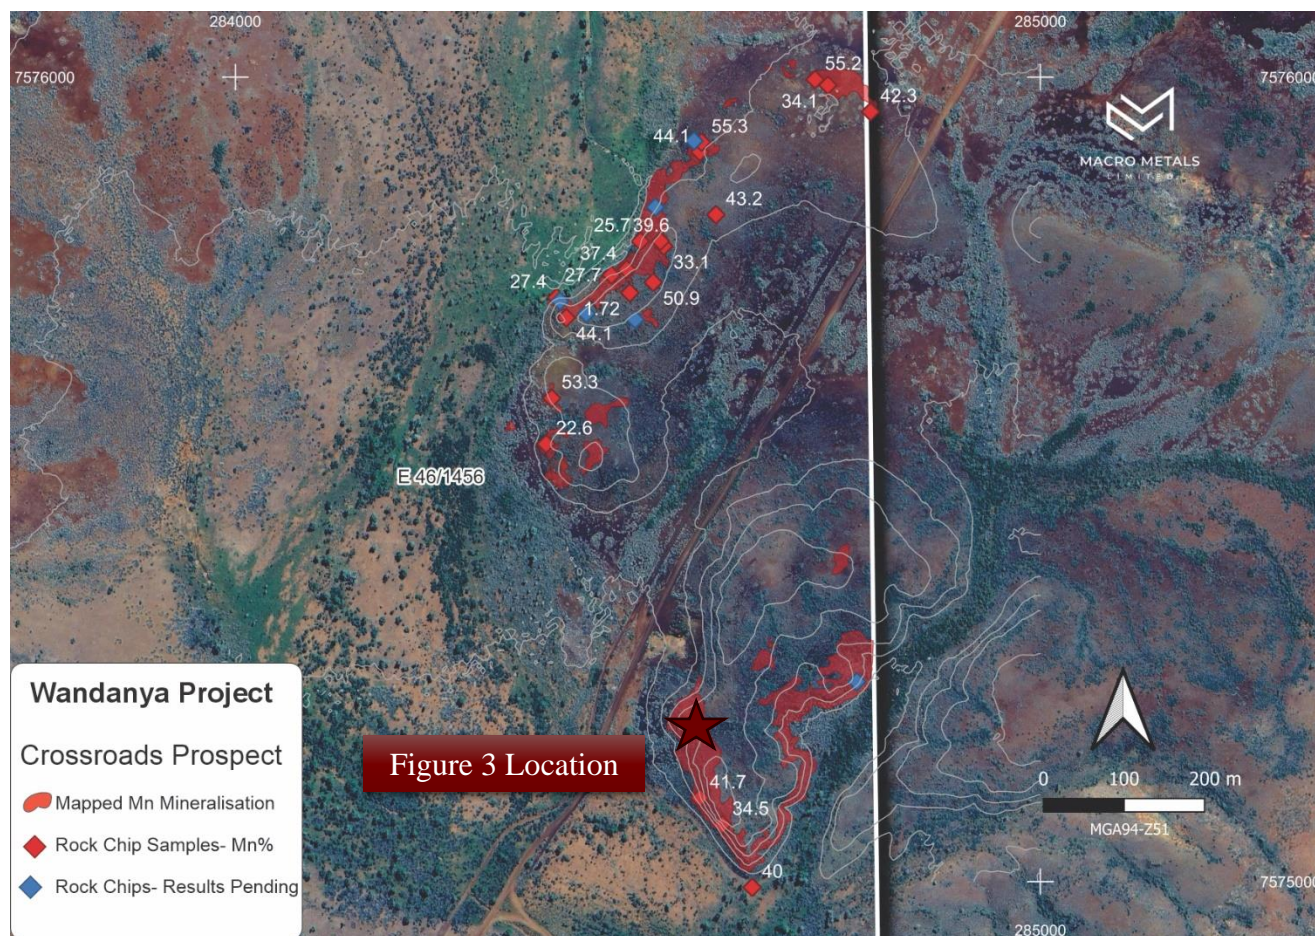 284000
285000
7576000
7576000
55.2
34.1
42.3
MACRO METALS
LIMITED
44.1
55.3
43.2
25.7
39.6
37.4
33.1
27.4
27.7
50.9
1.72
44.1
53.3
22.6
E 46/1456
Wandanya Project
Crossroads Prospect
Mapped Mn Mineralisation
Rock Chip Samples- Mn%
Rock Chips- Results Pending
Figure 3 Location
41.7
34.5
40
0 100 200 m
MGA94-Z51
7575000
285000